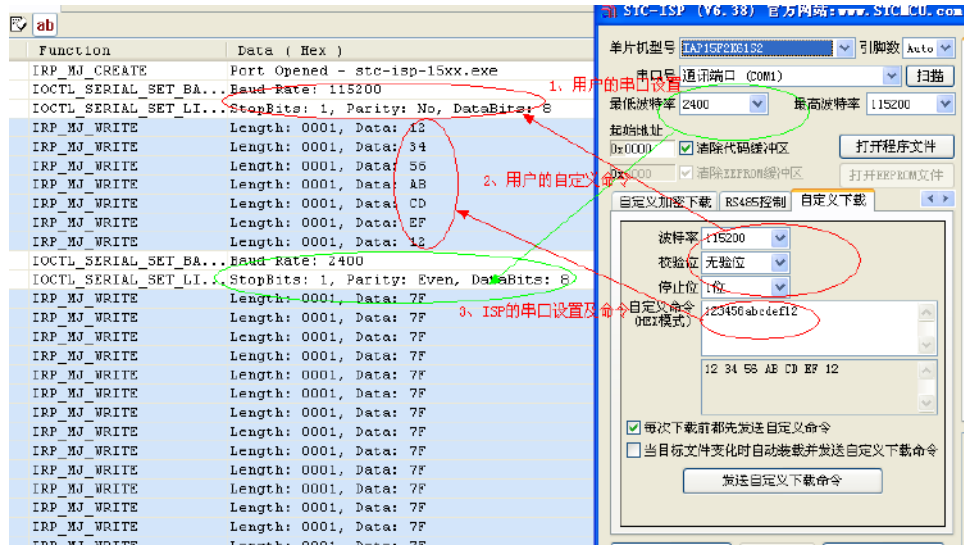 ab
Function Data ( Hex )
IRP_MJ_CREATE Port Opened - stc-isp-15xx.exe
IOCTL_SERIAL_SET_BA...Baud Rate: 115200
IOCTL_SERIAL_SET_LI...StopBits: 1, Parity: No, DataBits: 8
IRP_MJ_WRITE Length: 0001, Data: 12
IRP_MJ_WRITE Length: 0001, Data: 34
IRP_MJ_WRITE Length: 0001, Data: 56
IRP_MJ_WRITE Length: 0001, Data: AB
IRP_MJ_WRITE Length: 0001, Data: CD
IRP_MJ_WRITE Length: 0001, Data: EF
IRP_MJ_WRITE Length: 0001, Data: 12
IOCTL_SERIAL_SET_BA...Baud Rate: 2400
IOCTL_SERIAL_SET_LI...StopBits: 1, Parity: Even, DataBits: 8
IRP_MJ_WRITE Length: 0001, Data: 7F
IRP_MJ_WRITE Length: 0001, Data: 7F
IRP_MJ_WRITE Length: 0001, Data: 7F
IRP_MJ_WRITE Length: 0001, Data: 7F
IRP_MJ_WRITE Length: 0001, Data: 7F
IRP_MJ_WRITE Length: 0001, Data: 7F
IRP_MJ_WRITE Length: 0001, Data: 7F
IRP_MJ_WRITE Length: 0001, Data: 7F
IRP_MJ_WRITE Length: 0001, Data: 7F
IRP_MJ_WRITE Length: 0001, Data: 7F
IRP_MJ_WRITE Length: 0001, Data: 7F
IRP_MJ_WRITE Length: 0001, Data: 7F
IRP_MJ_WRITE Length: 0001, Data: 7F
IRP_MJ_WRITE Length: 0001, Data: 7F
1、用户的串口设置
2、用户的自定义命令
3、ISP的串口设置及命令
STC-ISP (V6.38) 官方网站:www.STCMCU.com
单片机型号 IAP15F2K61S2 引脚数 Auto
串口号 通讯端口 (COM1) 扫描
最低波特率 2400 最高波特率 115200
起始地址
0x0000 清除代码缓冲区 打开程序文件
0x0000 清除EEPROM缓冲区 打开EEPROM文件
自定义加密下载 RS485控制 自定义下载
波特率 115200
校验位 无验位
停止位 1位
自定义命令
(HEX模式)
123456abcdef12
12 34 56 AB CD EF 12
每次下载前都先发送自定义命令
当目标文件变化时自动装载并发送自定义下载命令
发送自定义下载命令